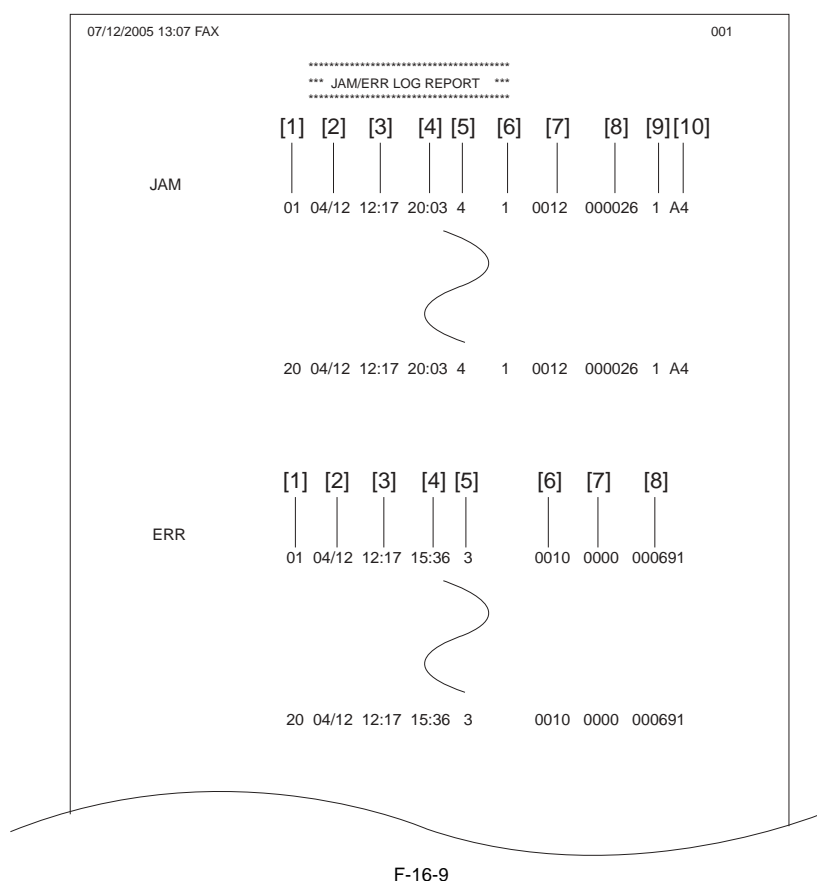 07/12/2005 13:07 FAX 001
****************************************
*** JAM/ERR LOG REPORT ***
****************************************
[1] [2] [3] [4] [5] [6] [7] [8] [9] [10]
JAM
01 04/12 12:17 20:03 4 1 0012 000026 1 A4
20 04/12 12:17 20:03 4 1 0012 000026 1 A4
[1] [2] [3] [4] [5] [6] [7] [8]
ERR
01 04/12 12:17 15:36 3 0010 0000 000691
20 04/12 12:17 15:36 3 0010 0000 000691
F-16-9